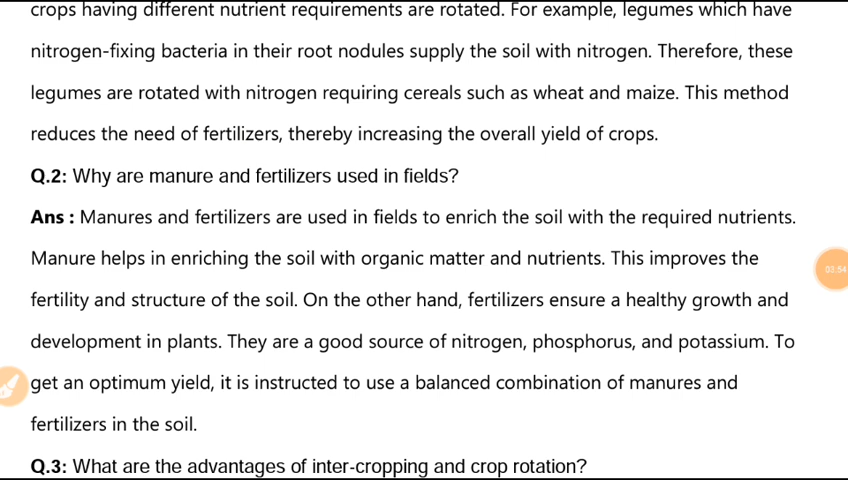 crops having different nutrient requirements are rotated. For example, legumes which have
nitrogen-fixing bacteria in their root nodules supply the soil with nitrogen. Therefore, these
legumes are rotated with nitrogen requiring cereals such as wheat and maize. This method
reduces the need of fertilizers, thereby increasing the overall yield of crops.
Q.2: Why are manure and fertilizers used in fields?
Ans : Manures and fertilizers are used in fields to enrich the soil with the required nutrients.
Manure helps in enriching the soil with organic matter and nutrients. This improves the
fertility and structure of the soil. On the other hand, fertilizers ensure a healthy growth and
development in plants. They are a good source of nitrogen, phosphorus, and potassium. To
get an optimum yield, it is instructed to use a balanced combination of manures and
fertilizers in the soil.
Q.3: What are the advantages of inter-cropping and crop rotation?
03:54